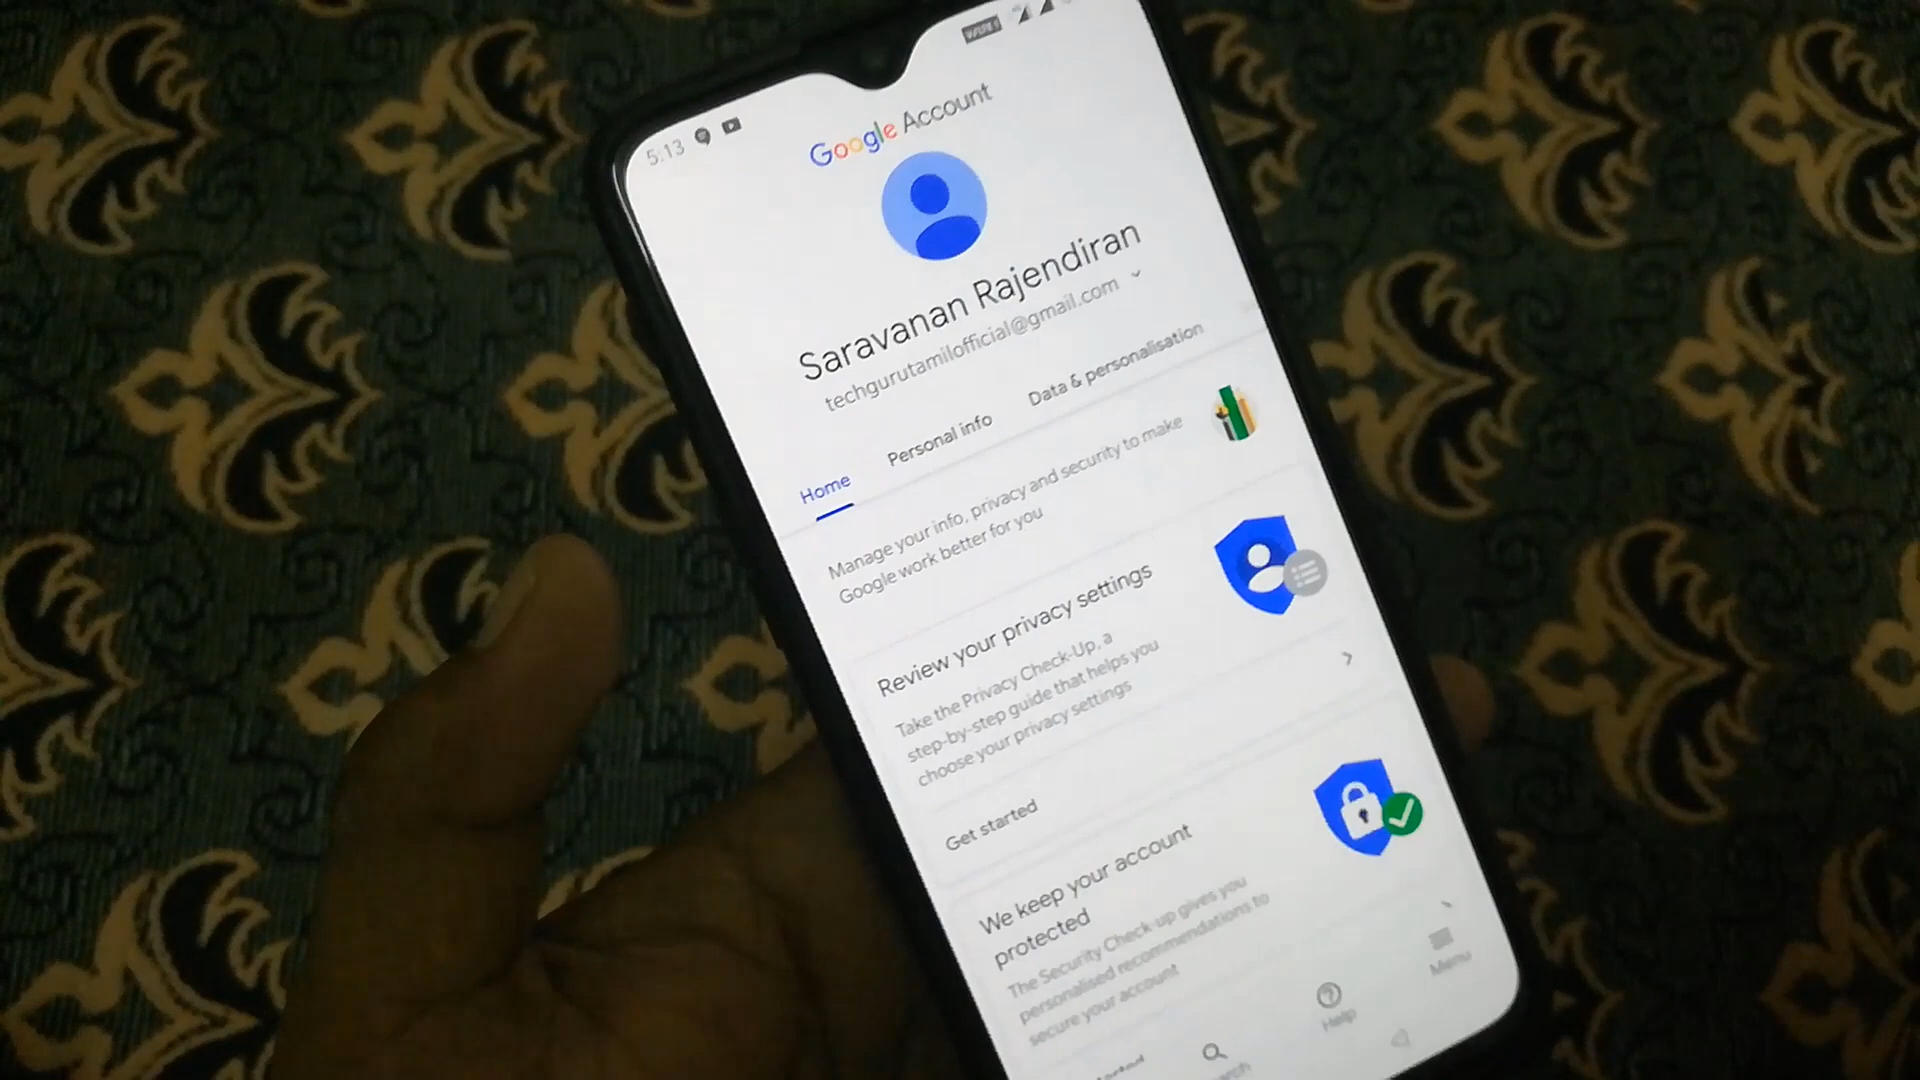 5:13
Google Account
Saravanan Rajendiran
techgurutamilofficial@gmail.com
Home
Personal info
Data & personalisation
Manage your info, privacy and security to make
Google work better for you
Review your privacy settings
Take the Privacy Check-Up, a
step-by-step guide that helps you
choose your privacy settings
Get started
We keep your account
protected
The Security Check-up gives you
personalised recommendations to
secure your account
Help
Menu